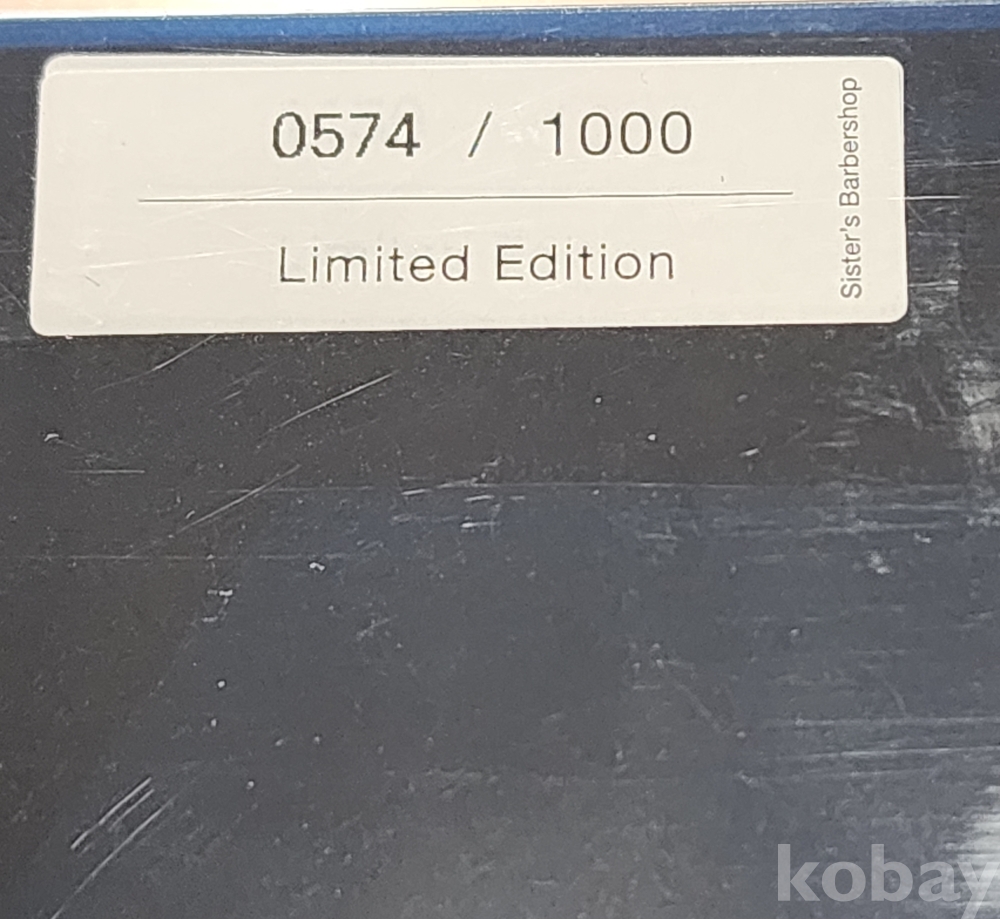 0574 / 1000
Limited Edition
Sister's Barbershop
kobay